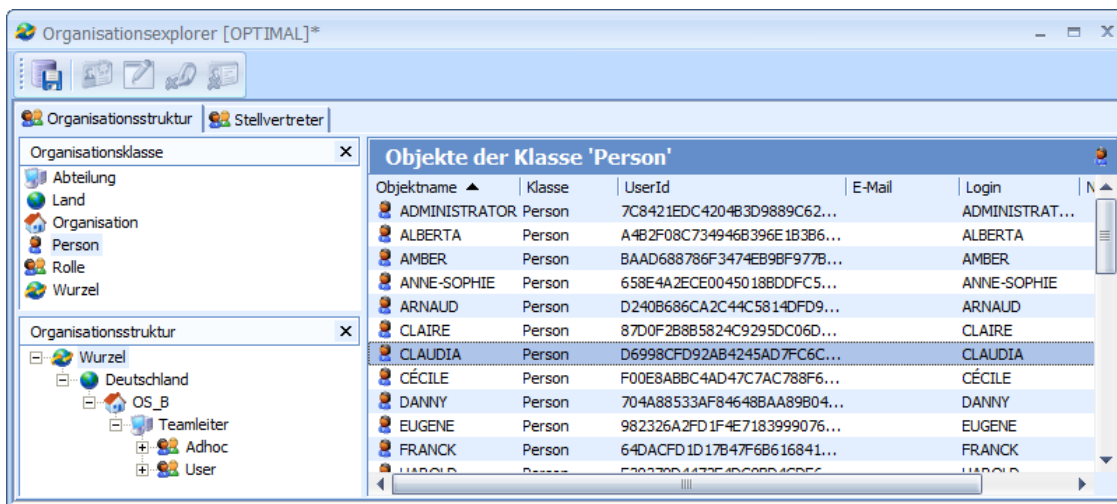 Organisationsexplorer [OPTIMAL]*
Organisationsstruktur Stellvertreter
Organisationsklasse
Abteilung
Land
Organisation
Person
Rolle
Wurzel
Organisationsstruktur
Wurzel
Deutschland
OS_B
Teamleiter
Adhoc
User
Objekte der Klasse 'Person'
Objektname Klasse UserId E-Mail Login N
ADMINISTRATOR Person 7C8421EDC4204B3D9889C62... ADMINISTRAT...
ALBERTA Person A4B2F08C734946B396E1B3B6... ALBERTA
AMBER Person BAAD688786F3474EB9BF977B... AMBER
ANNE-SOPHIE Person 658E4A2ECE0045018BDDFC5... ANNE-SOPHIE
ARNAUD Person D240B686CA2C44C5814DFD9... ARNAUD
CLAIRE Person 87D0F2B8B5824C9295DC06D... CLAIRE
CLAUDIA Person D6998CFD92AB4245AD7FC6C... CLAUDIA
CÉCILE Person F00E8ABBC4AD47C7AC788F6... CÉCILE
DANNY Person 704A88533AF84648BAA89B04... DANNY
EUGENE Person 982326A2FD1F4E7183999076... EUGENE
FRANCK Person 64DACFD1D17B47F6B616841... FRANCK